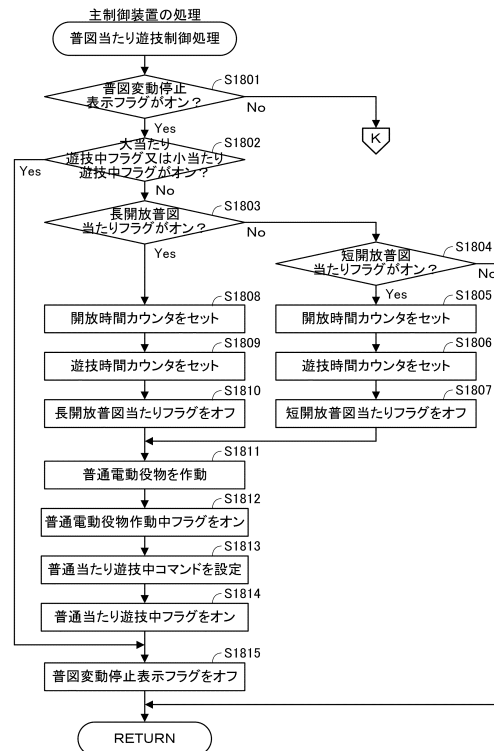 主制御装置の処理
普図当たり遊技制御処理
S1801
普図変動停止
表示フラグがオン？
No
K
Yes
S1802
大当たり
遊技中フラグ又は小当たり
遊技中フラグがオン？
Yes
No
S1803
長開放普図
当たりフラグがオン？
No
Yes
S1804
短開放普図
当たりフラグがオン？
No
Yes
S1808
開放時間カウンタをセット
S1805
開放時間カウンタをセット
S1809
遊技時間カウンタをセット
S1806
遊技時間カウンタをセット
S1810
長開放普図当たりフラグをオフ
S1807
短開放普図当たりフラグをオフ
S1811
普通電動役物を作動
S1812
普通電動役物作動中フラグをオン
S1813
普通当たり遊技中コマンドを設定
S1814
普通当たり遊技中フラグをオン
S1815
普図変動停止表示フラグをオフ
RETURN